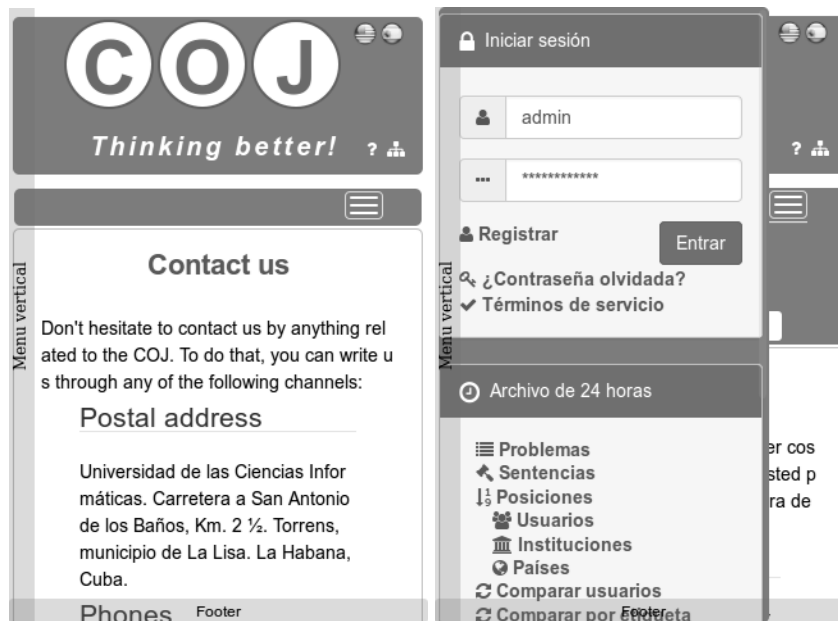 COJ
Thinking better!
?
Menu vertical
Contact us
Don't hesitate to contact us by anything rel
ated to the COJ. To do that, you can write u
s through any of the following channels:
Postal address
Universidad de las Ciencias Infor
máticas. Carretera a San Antonio
de los Baños, Km. 2 ½. Torrens,
municipio de La Lisa. La Habana,
Cuba.
Phones
Footer
Iniciar sesión
admin
************
Registrar
Entrar
¿Contraseña olvidada?
Términos de servicio
Menu vertical
Archivo de 24 horas
Problemas
Sentencias
Posiciones
Usuarios
Instituciones
Países
Comparar usuarios
Comparar por etiqueta
Footer
?
er cos
sted p
ra de